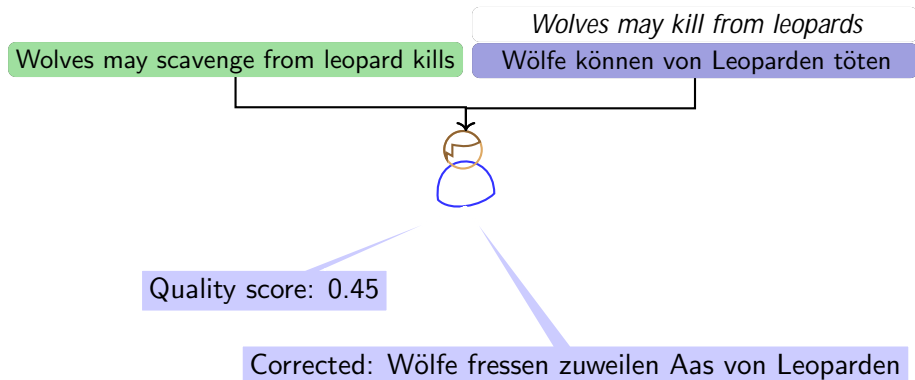 Wolves may kill from leopards
Wolves may scavenge from leopard kills
Wölfe können von Leoparden töten
Quality score: 0.45
Corrected: Wölfe fressen zuweilen Aas von Leoparden